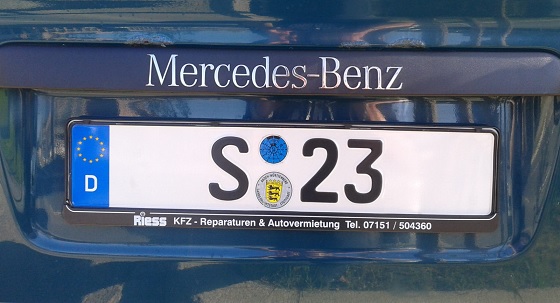 Mercedes-Benz
D
S 23
Riess KFZ - Reparaturen & Autovermietung Tel. 07151 / 504360